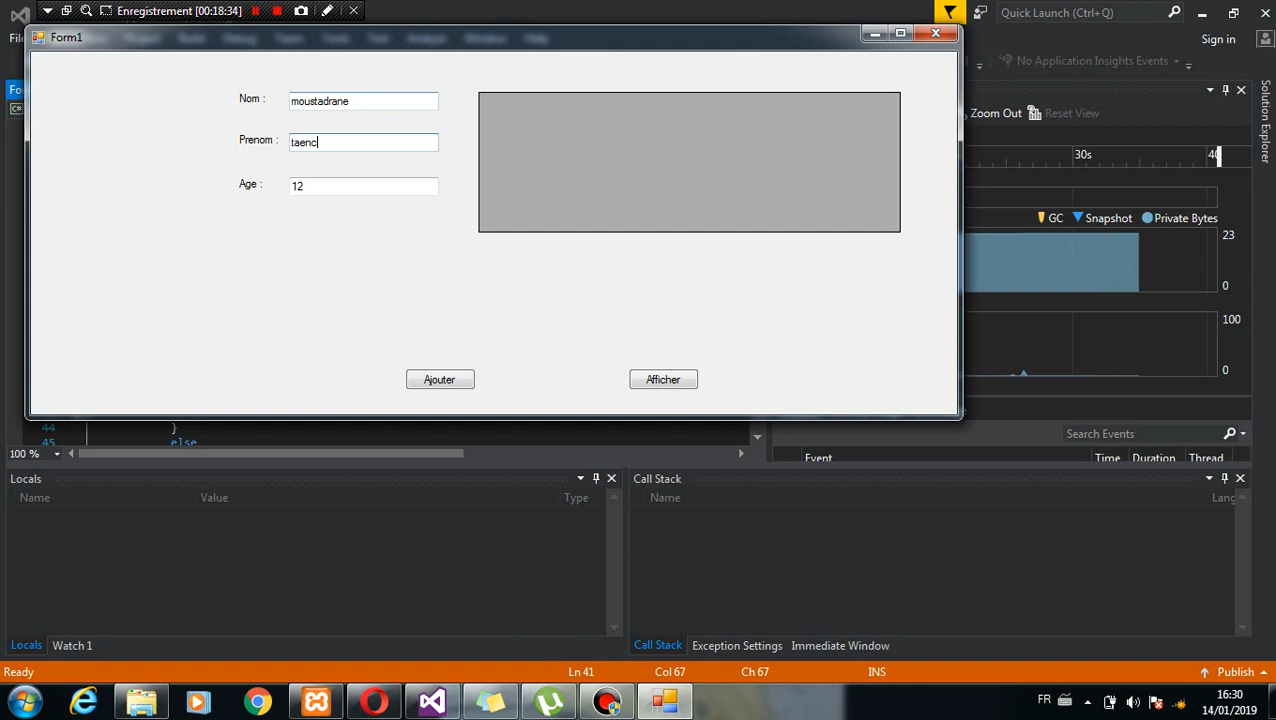 Enregistrement [00:18:34]
Quick Launch (Ctrl+Q)
Form1
Sign in
No Application Insights Events
Nom :
moustadrane
Prenom :
taenc
Age :
12
Ajouter
Afficher
Zoom Out
Reset View
Solution Explorer
30s
GC
Snapshot
Private Bytes
23
0
100
0
44
}
45
else
100 %
Search Events
Event
Time
Duration
Thread
Locals
Name
Value
Type
Call Stack
Name
Lang
Locals
Watch 1
Call Stack
Exception Settings
Immediate Window
Ready
Ln 41
Col 67
Ch 67
INS
Publish
FR
16:30
14/01/2019